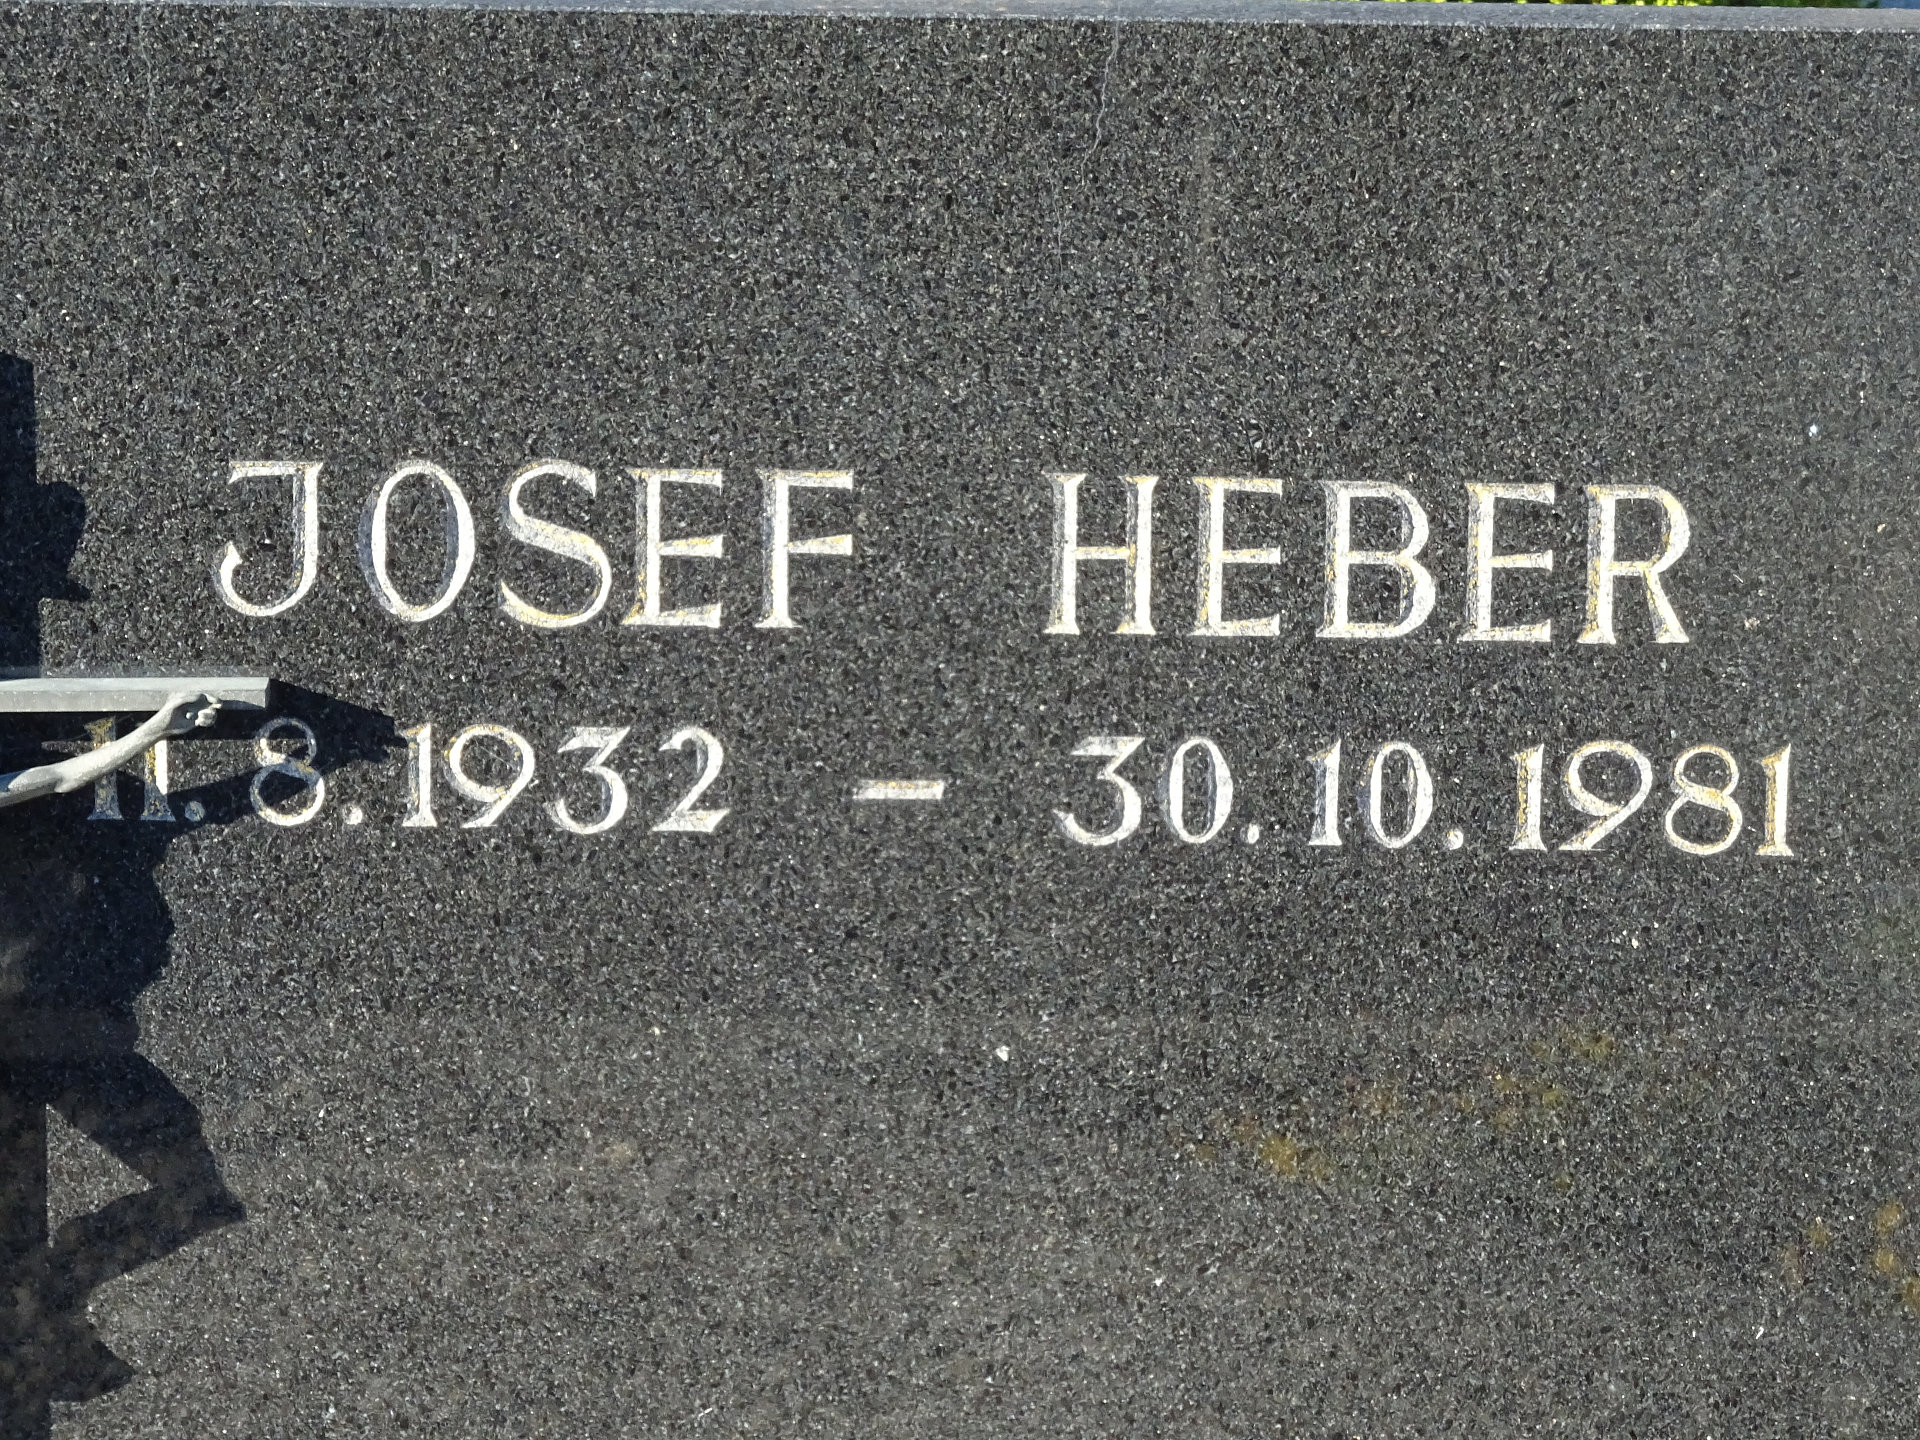 JOSEF HEBER
11. 8. 1932 – 30. 10. 1981